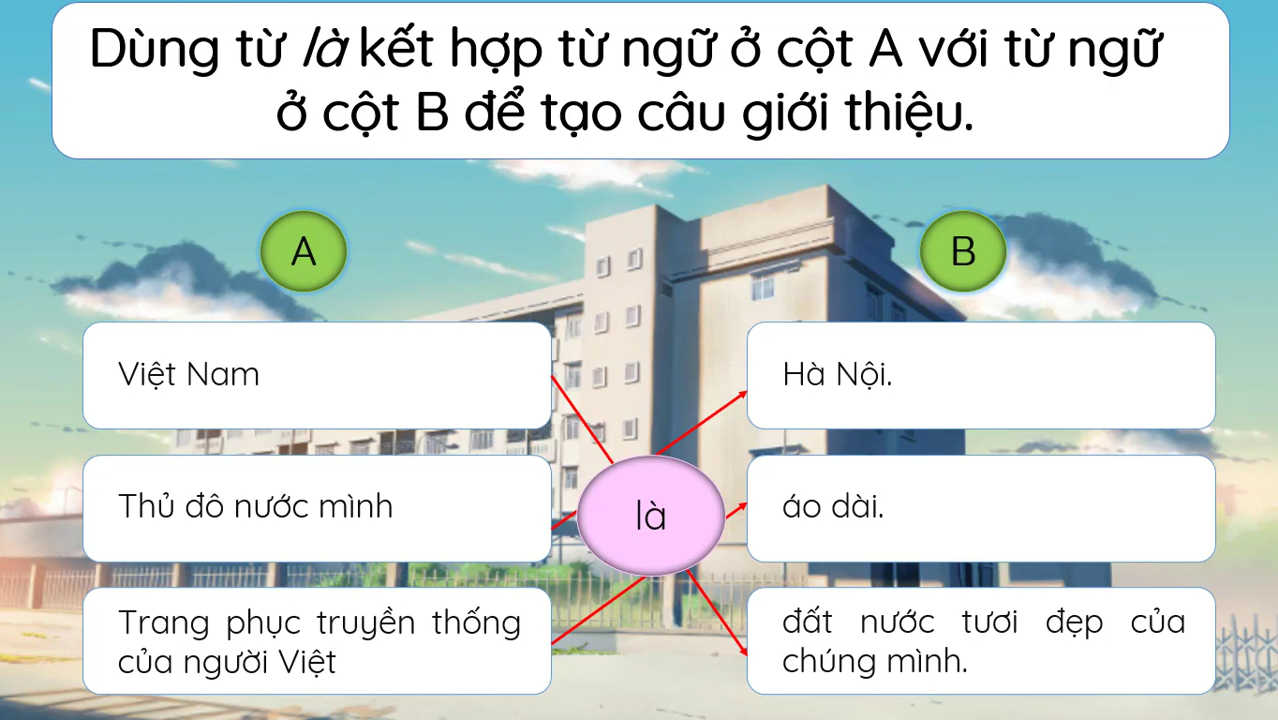 Dùng từ là kết hợp từ ngữ ở cột A với từ ngữ
ở cột B để tạo câu giới thiệu.
A
B
Việt Nam
Hà Nội.
Thủ đô nước mình
là
áo dài.
Trang phục truyền thống
của người Việt
đất nước tươi đẹp của
chúng mình.